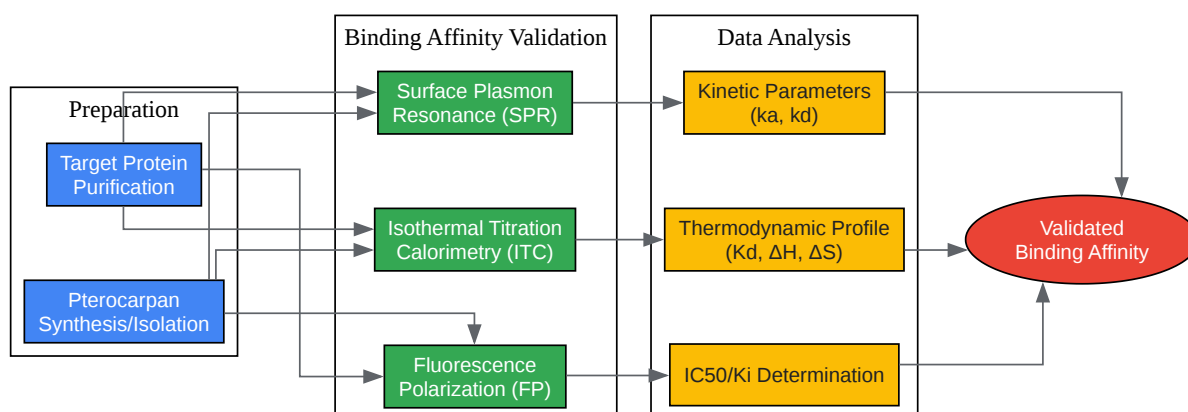 Preparation
Target Protein
Purification
Pterocarpan
Synthesis/Isolation
Binding Affinity Validation
Surface Plasmon
Resonance (SPR)
Isothermal Titration
Calorimetry (ITC)
Fluorescence
Polarization (FP)
Data Analysis
Kinetic Parameters
(ka, kd)
Thermodynamic Profile
(Kd, ΔH, ΔS)
IC50/Ki Determination
Validated
Binding Affinity